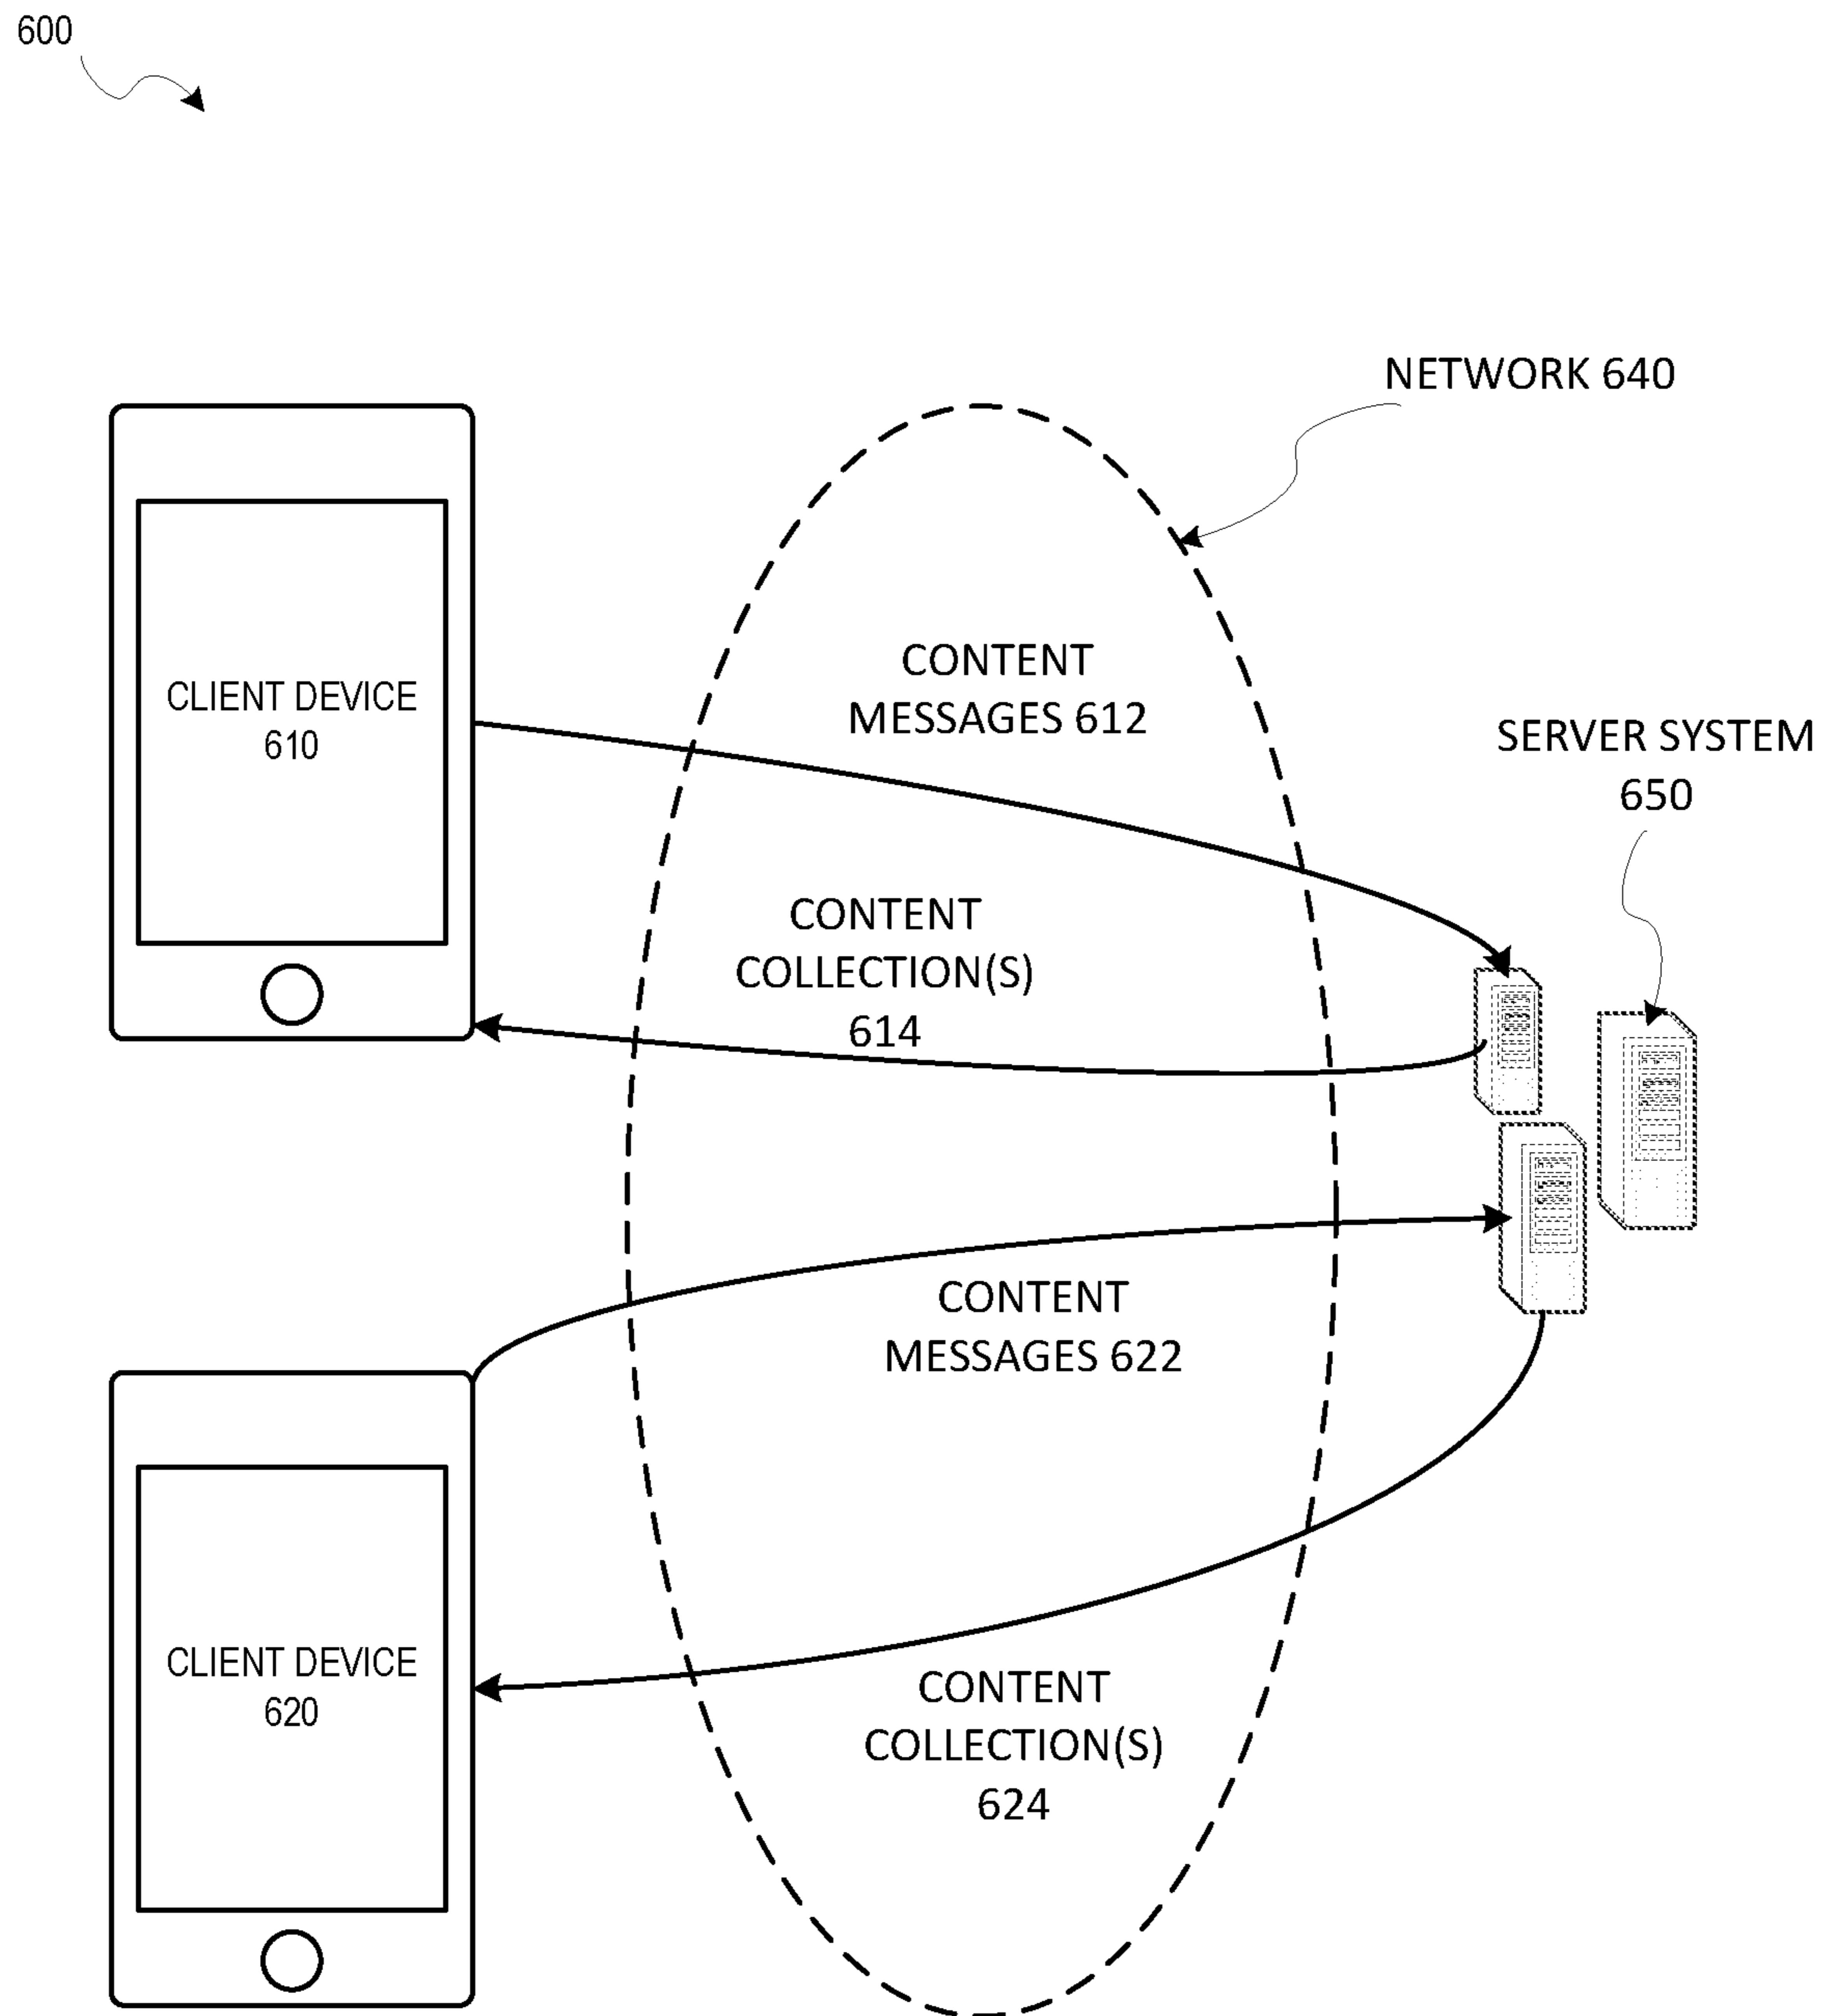 600
NETWORK 640
CONTENT
MESSAGES 612
CLIENT DEVICE
610
SERVER SYSTEM
650
CONTENT
COLLECTION(S)
614
CONTENT
MESSAGES 622
CLIENT DEVICE
620
CONTENT
COLLECTION(S)
624